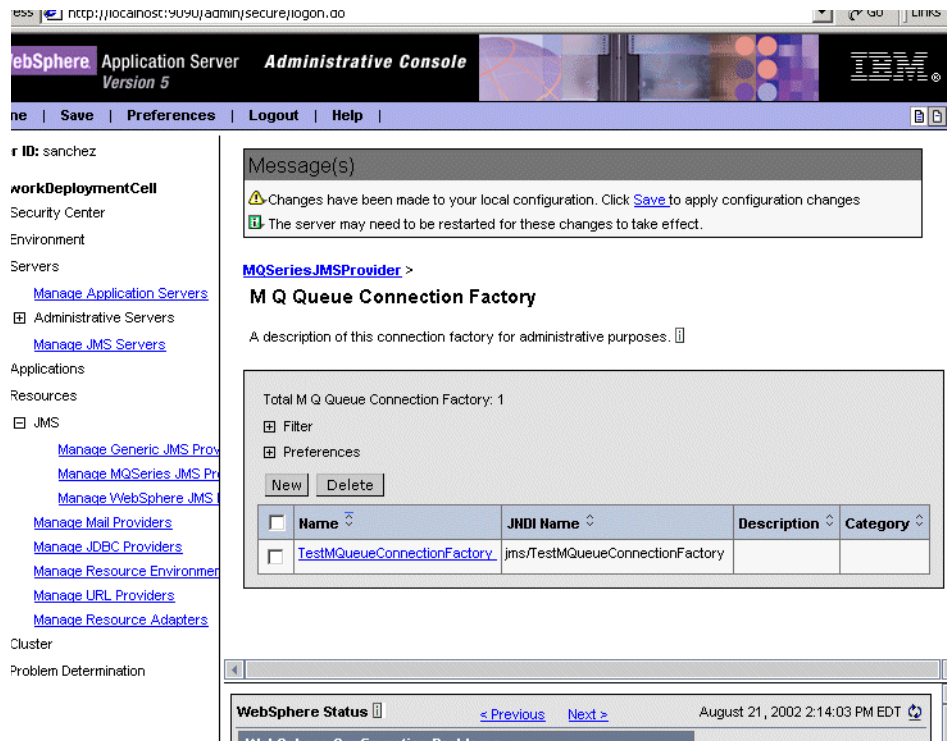 ess http://localhost:9090/admin/secure/logon.do Go Links
WebSphere Application Server Administrative Console
Version 5
IBM®
ne | Save | Preferences | Logout | Help |
r ID: sanchez
workDeploymentCell
Security Center
Environment
Servers
Manage Application Servers
Administrative Servers
Manage JMS Servers
Applications
Resources
JMS
Manage Generic JMS Prov
Manage MQSeries JMS Pr
Manage WebSphere JMS
Manage Mail Providers
Manage JDBC Providers
Manage Resource Environmen
Manage URL Providers
Manage Resource Adapters
Cluster
Problem Determination
Message(s)
Changes have been made to your local configuration. Click Save to apply configuration changes
The server may need to be restarted for these changes to take effect.
MQSeriesJMSProvider >
M Q Queue Connection Factory
A description of this connection factory for administrative purposes. i
Total M Q Queue Connection Factory: 1
Filter
Preferences
New Delete
Name JNDI Name Description Category
TestMQueueConnectionFactory jms/TestMQueueConnectionFactory
WebSphere Status i < Previous Next > August 21, 2002 2:14:03 PM EDT